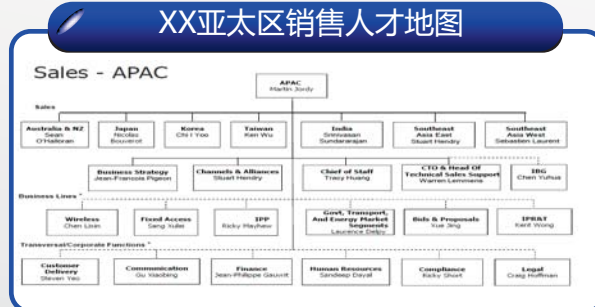 XX亚太区销售人才地图
Sales - APAC
APAC
Martin Jordy
Sales
Australia & NZ
Sean
O'Halloran
Japan
Nicolas
Bouverot
Korea
Chi I Yoo
Taiwan
Ken Wu
India
Srinivasan
Sundararajan
Southeast
Asia East
Stuart Hendry
Southeast
Asia West
Sebastien Laurent
Business Strategy
Jean-Francois Pigeon
Channels & Alliances
Stuart Hendry
Chief of Staff
Tracy Huang
CTO & Head Of
Technical Sales Support
Warren Lemmens
IBG
Chen Yuhua
Business Lines
Wireless
Chen Linn
Fixed Access
Seng Yulei
IPP
Ricky Mayhew
Govt, Transport,
And Energy Market
Segments
Laurence Delpy
Bids & Proposals
Yue Jing
IPR&T
Kent Wong
Transversal/Corporate Functions
Customer
Delivery
Steven Yeo
Communication
Gu Xiaobing
Finance
Jean-Philippe Gauvrit
Human Resources
Sandeep Dayal
Compliance
Ricky Short
Legal
Craig Hoffman